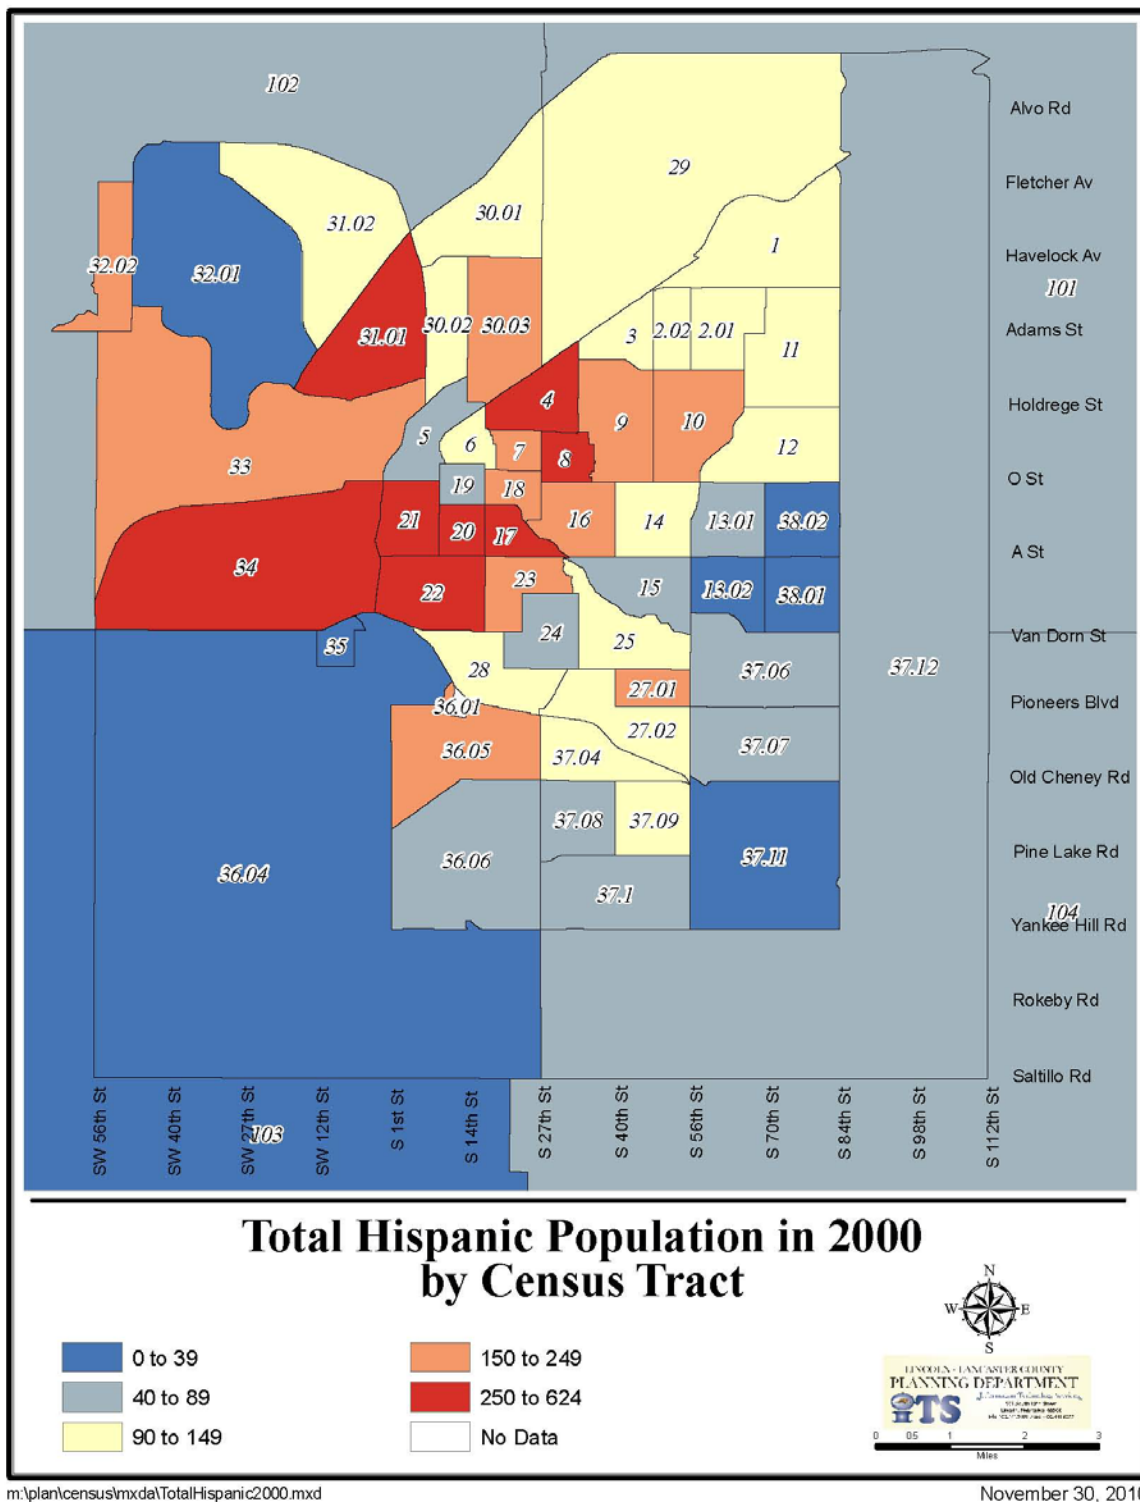 102
Alvo Rd
29
Fletcher Av
30.01
31.02
1
Havelock Av
32.02
32.01
101
30.02
30.03
3
2.02
2.01
Adams St
31.01
11
4
Holdrege St
9
10
5
6
7
12
8
33
O St
19
18
21
20
17
16
14
13.01
38.02
A St
34
22
23
15
13.02
38.01
24
25
Van Dorn St
35
28
37.06
37.12
27.01
36.01
Pioneers Blvd
27.02
36.05
37.04
37.07
Old Cheney Rd
37.08
37.09
36.06
37.11
Pine Lake Rd
36.04
37.1
104
Yankee Hill Rd
Rokeby Rd
Saltillo Rd
SW 56th St
SW 40th St
SW 27th St
SW 12th St
S 1st St
S 14th St
S 27th St
S 40th St
S 56th St
S 70th St
S 84th St
S 98th St
S 112th St
103
Total Hispanic Population in 2000
by Census Tract
N
W E
S
0 to 39
40 to 89
90 to 149
150 to 249
250 to 624
No Data
LINCOLN - LANCASTER COUNTY
PLANNING DEPARTMENT
Information Technology Services
0 0.5 1 2 3
Miles
m:\plan\census\mxda\TotalHispanic2000.mxd
November 30, 2010